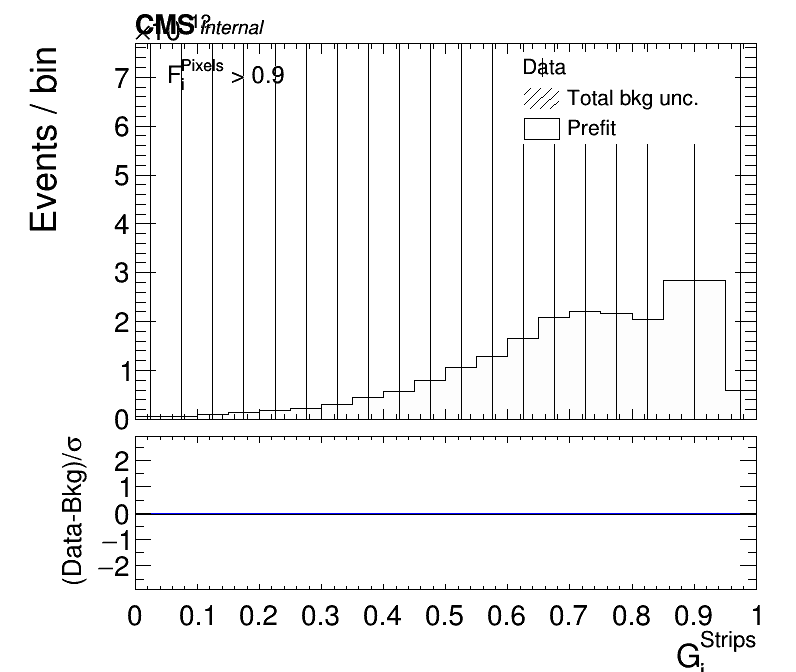 CMS Internal
×10¹²
F_i^Pixels > 0.9
Data
Total bkg unc.
Prefit
Events / bin
7
6
5
4
3
2
1
0
(Data-Bkg)/σ
2
1
0
−1
−2
0 0.1 0.2 0.3 0.4 0.5 0.6 0.7 0.8 0.9 1
G_i^Strips